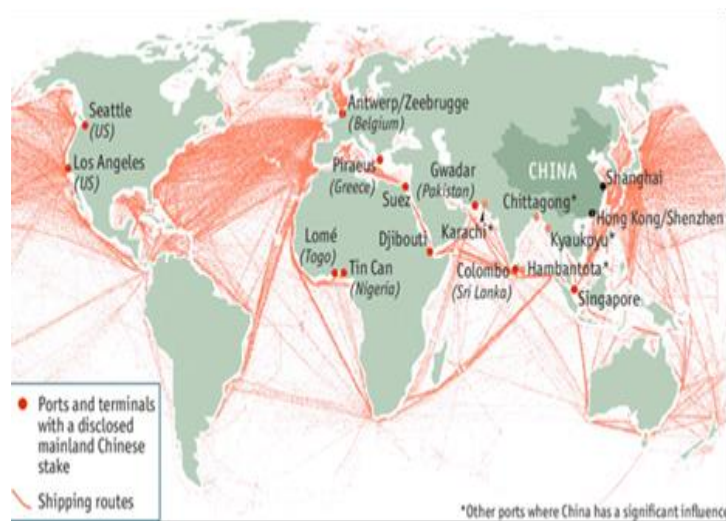 Seattle
(US)
Los Angeles
(US)
Antwerp/Zeebrugge
(Belgium)
Piraeus
(Greece)
Suez
Gwadar
(Pakistan)
Karachi*
CHINA
Shanghai
Chittagong*
Hong Kong/Shenzhen
Kyaukpyu*
Lomé
(Togo)
Tin Can
(Nigeria)
Djibouti
Colombo
(Sri Lanka)
Hambantota*
Singapore
Ports and terminals
with a disclosed
mainland Chinese
stake
Shipping routes
*Other ports where China has a significant influence